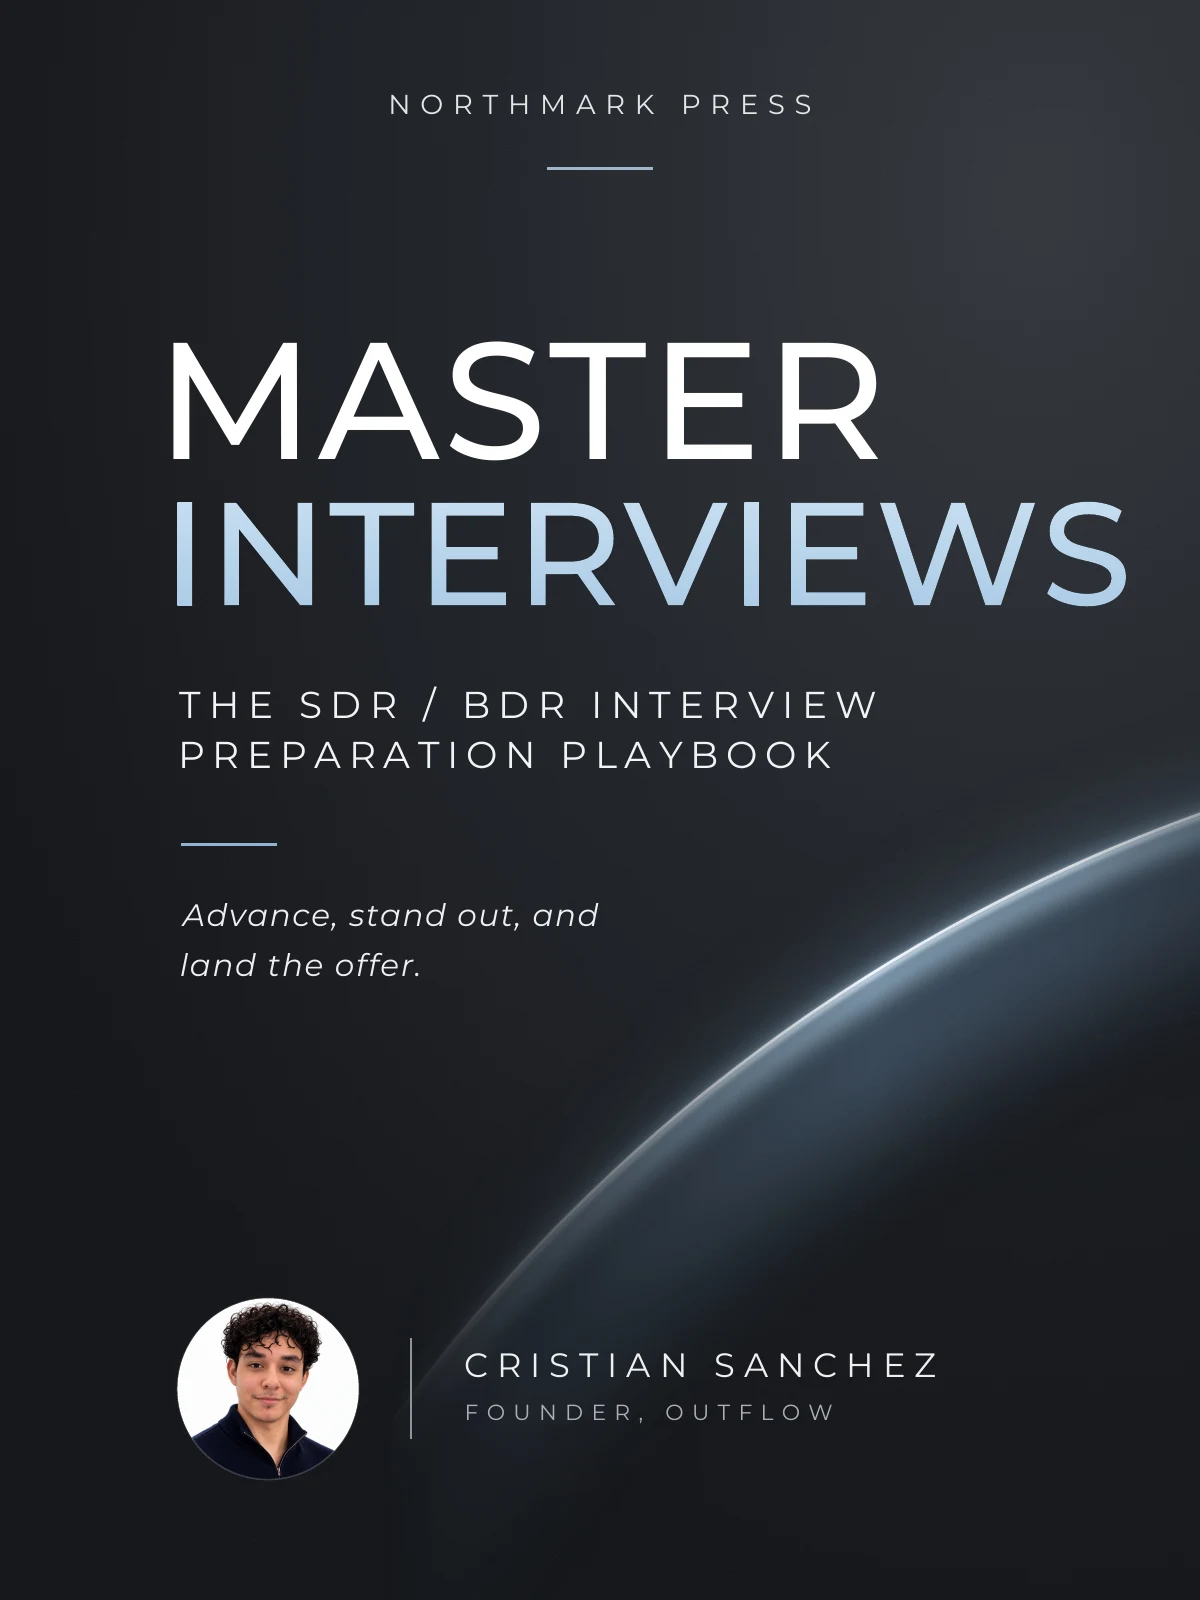 NORTHMARK PRESS
MASTER
INTERVIEWS
THE SDR / BDR INTERVIEW
PREPARATION PLAYBOOK
Advance, stand out, and
land the offer.
CRISTIAN SANCHEZ
FOUNDER, OUTFLOW